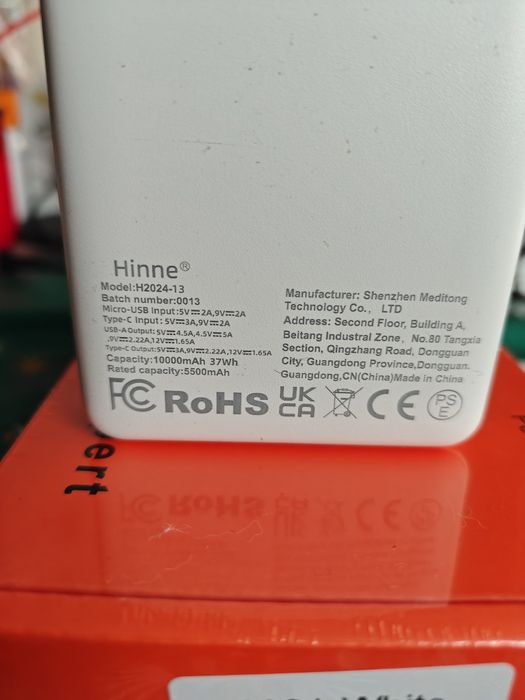 Hinne®
Model:H2024-13
Batch number:0013
Micro-USB Input:5V⎓2A,9V⎓2A
Type-C Input:5V⎓3A,9V⎓2A
USB-A Output:5V⎓4.5A,4.5V⎓5A
,9V⎓2.22A,12V⎓1.65A
Type-C Output:5V⎓3A,9V⎓2.22A,12V⎓1.65A
Capacity:10000mAh 37Wh
Rated capacity:5500mAh
Manufacturer: Shenzhen Meditong
Technology Co., LTD
Address: Second Floor, Building A,
Beitang Industral Zone, No.80 Tangxia
Section, Qingzhang Road, Dongguan
City, Guangdong Province,Dongguan.
Guangdong,CN(China)Made in China
FC RoHS UK CA CE PS E
vert
White